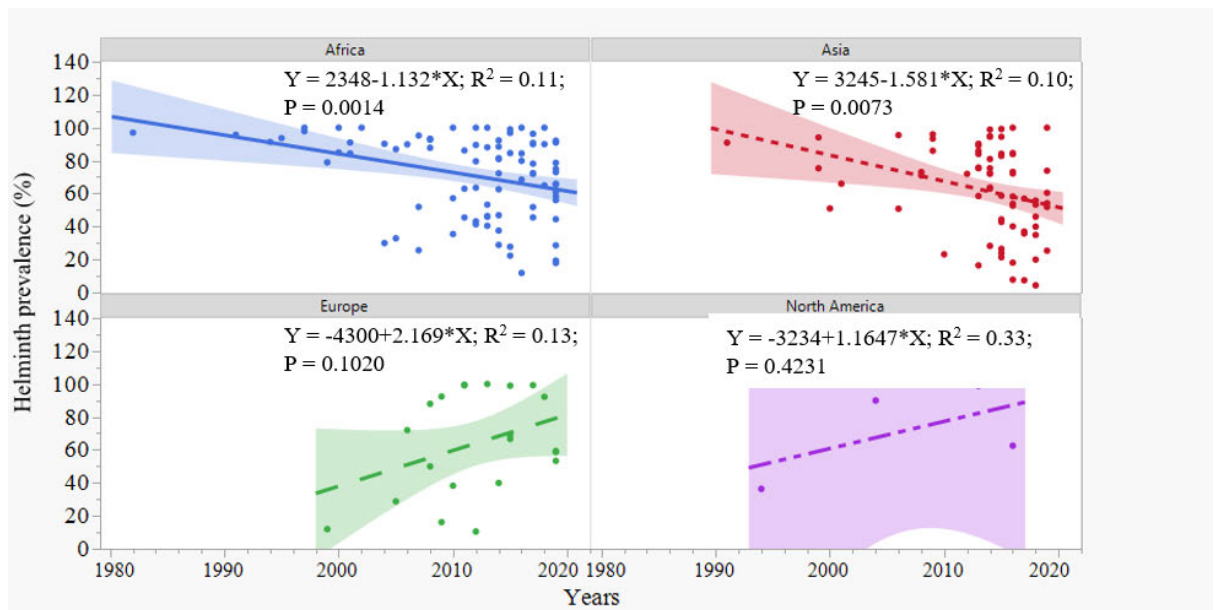 Africa
Asia
140
120
100
80
60
40
20
0
Y = 2348-1.132*X; R² = 0.11;
P = 0.0014
Y = 3245-1.581*X; R² = 0.10;
P = 0.0073
Helminth prevalence (%)
Europe
North America
140
120
100
80
60
40
20
0
Y = -4300+2.169*X; R² = 0.13;
P = 0.1020
Y = -3234+1.1647*X; R² = 0.33;
P = 0.4231
1980 1990 2000 2010 2020 1980 1990 2000 2010 2020
Years